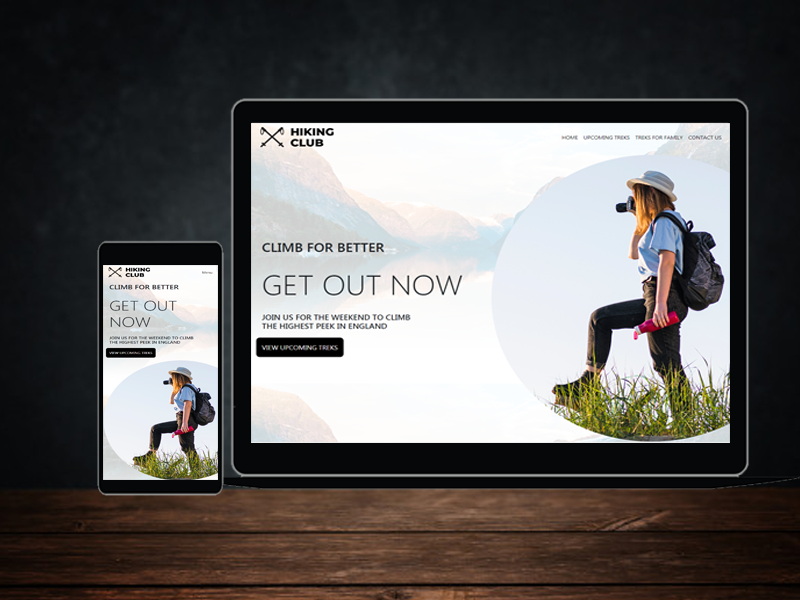 HIKING
CLUB
HOME UPCOMING TREKS TREKS FOR FAMILY CONTACT US
CLIMB FOR BETTER
GET OUT NOW
JOIN US FOR THE WEEKEND TO CLIMB
THE HIGHEST PEEK IN ENGLAND
VIEW UPCOMING TREKS
HIKING
CLUB
Menu
CLIMB FOR BETTER
GET OUT
NOW
JOIN US FOR THE WEEKEND TO CLIMB
THE HIGHEST PEEK IN ENGLAND
VIEW UPCOMING TREKS